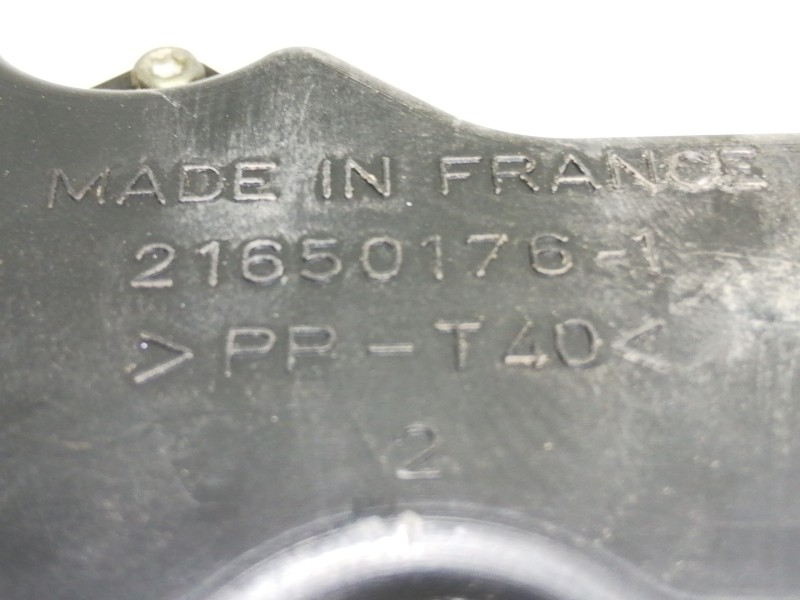 MADE IN FRANCE
21650176-1
>PP-T40<
2